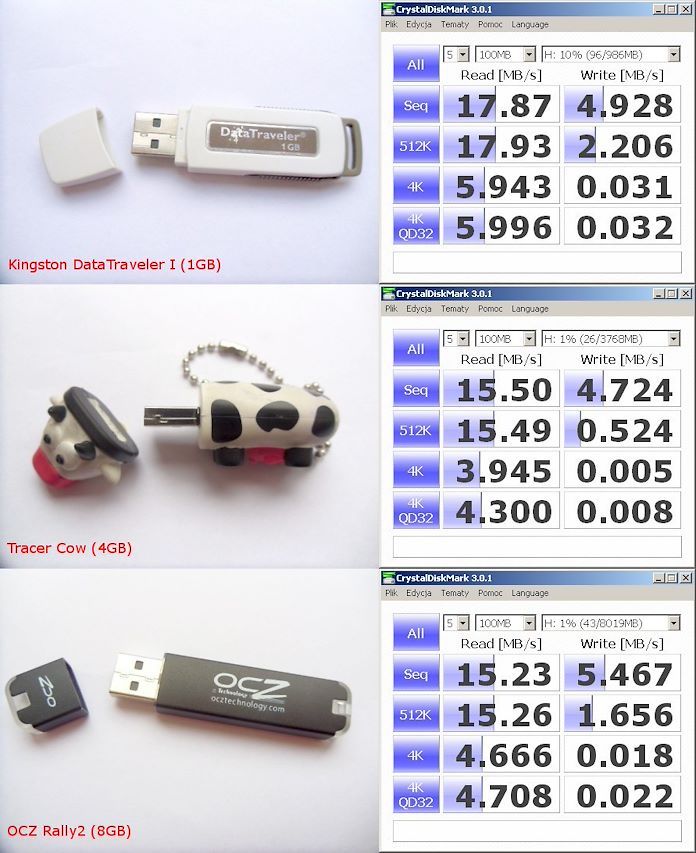 DataTraveler®
1GB
Kingston DataTraveler I (1GB)
CrystalDiskMark 3.0.1
Plik Edycja Tematy Pomoc Language
All 5 100MB H: 10% (96/986MB)
Read [MB/s] Write [MB/s]
Seq 17.87 4.928
512K 17.93 2.206
4K 5.943 0.031
4K QD32 5.996 0.032
Tracer Cow (4GB)
CrystalDiskMark 3.0.1
Plik Edycja Tematy Pomoc Language
All 5 100MB H: 1% (26/3768MB)
Read [MB/s] Write [MB/s]
Seq 15.50 4.724
512K 15.49 0.524
4K 3.945 0.005
4K QD32 4.300 0.008
OCZ
OCZ
Technology
ocztechnology.com
OCZ Rally2 (8GB)
CrystalDiskMark 3.0.1
Plik Edycja Tematy Pomoc Language
All 5 100MB H: 1% (43/8019MB)
Read [MB/s] Write [MB/s]
Seq 15.23 5.467
512K 15.26 1.656
4K 4.666 0.018
4K QD32 4.708 0.022